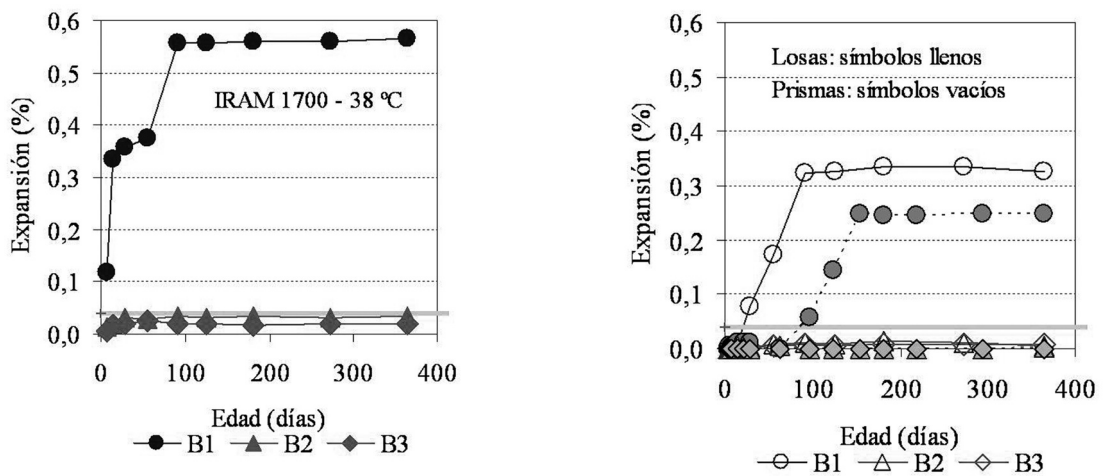 0,6
0,5
0,4
0,3
0,2
0,1
0,0
Expansión (%)
IRAM 1700 - 38 ºC
0 100 200 300 400
Edad (días)
B1 B2 B3
0,6
0,5
0,4
0,3
0,2
0,1
0,0
Expansión (%)
Losas: símbolos llenos
Prismas: símbolos vacíos
0 100 200 300 400
Edad (días)
B1 B2 B3